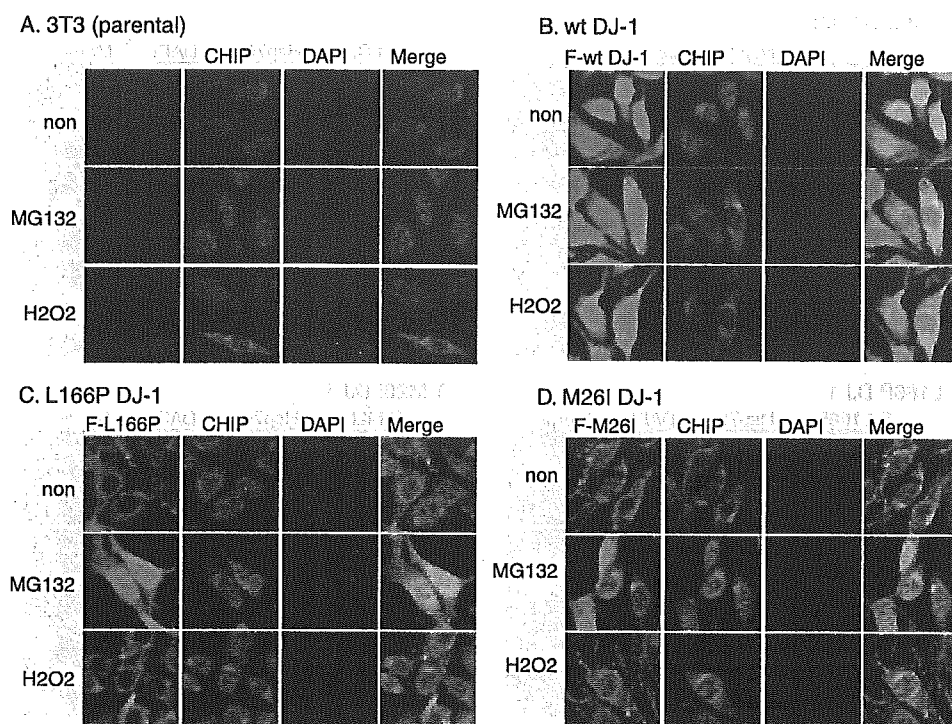 A. 3T3 (parental)
CHIP DAPI Merge
non
MG132
H2O2
B. wt DJ-1
F-wt DJ-1 CHIP DAPI Merge
non
MG132
H2O2
C. L166P DJ-1
F-L166P CHIP DAPI Merge
non
MG132
H2O2
D. M26I DJ-1
F-M26I CHIP DAPI Merge
non
MG132
H2O2